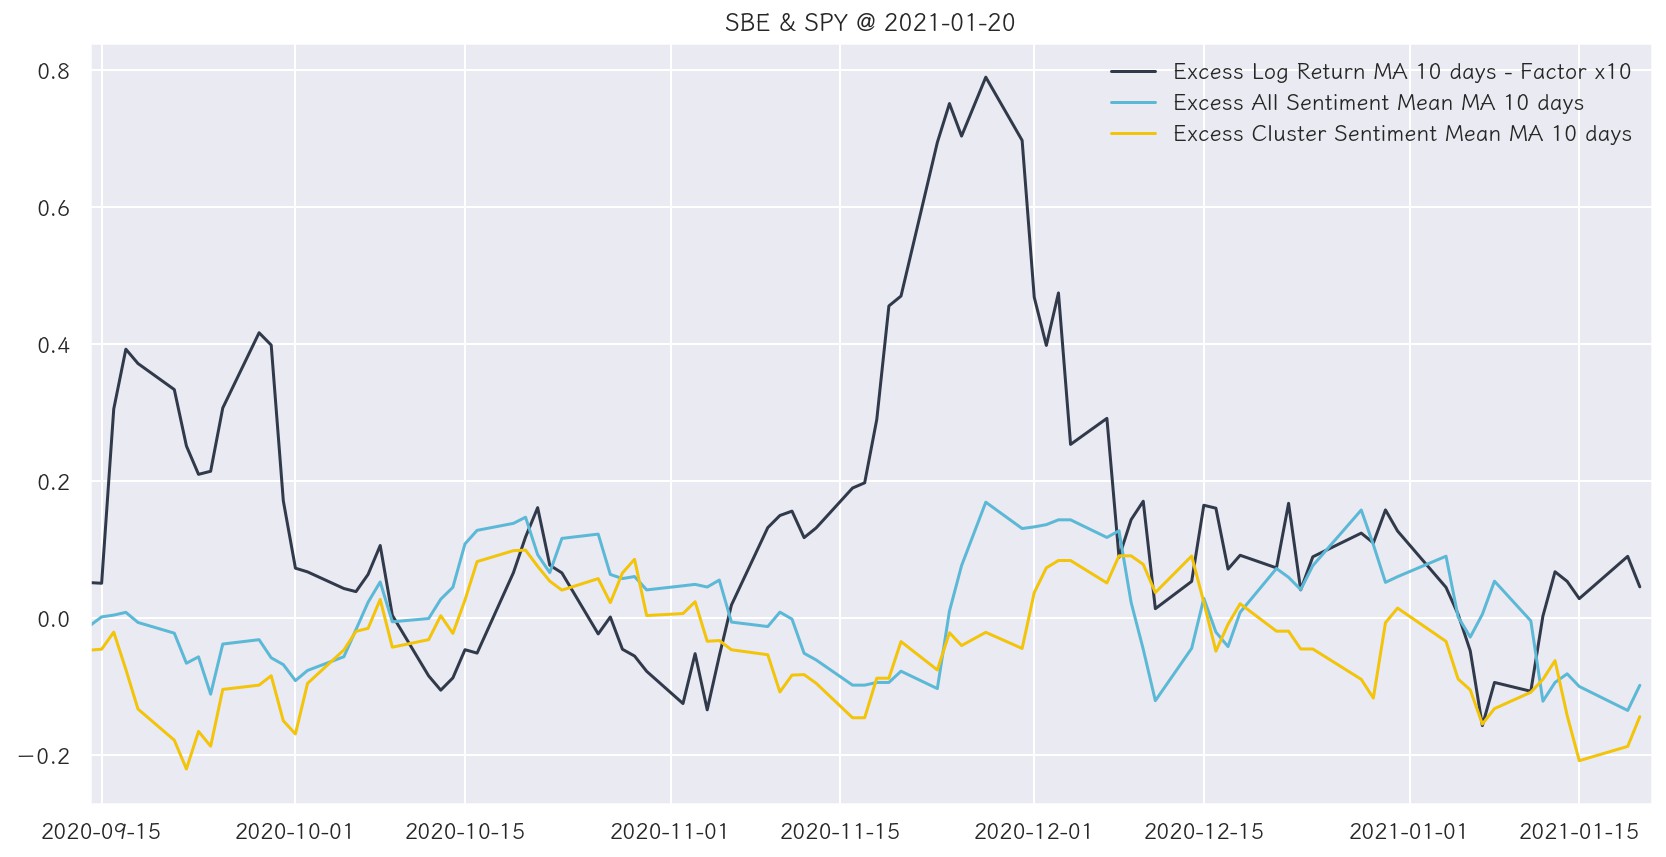 SBE & SPY @ 2021-01-20
Excess Log Return MA 10 days - Factor x10
Excess All Sentiment Mean MA 10 days
Excess Cluster Sentiment Mean MA 10 days
0.8
0.6
0.4
0.2
0.0
−0.2
2020-09-15 2020-10-01 2020-10-15 2020-11-01 2020-11-15 2020-12-01 2020-12-15 2021-01-01 2021-01-15